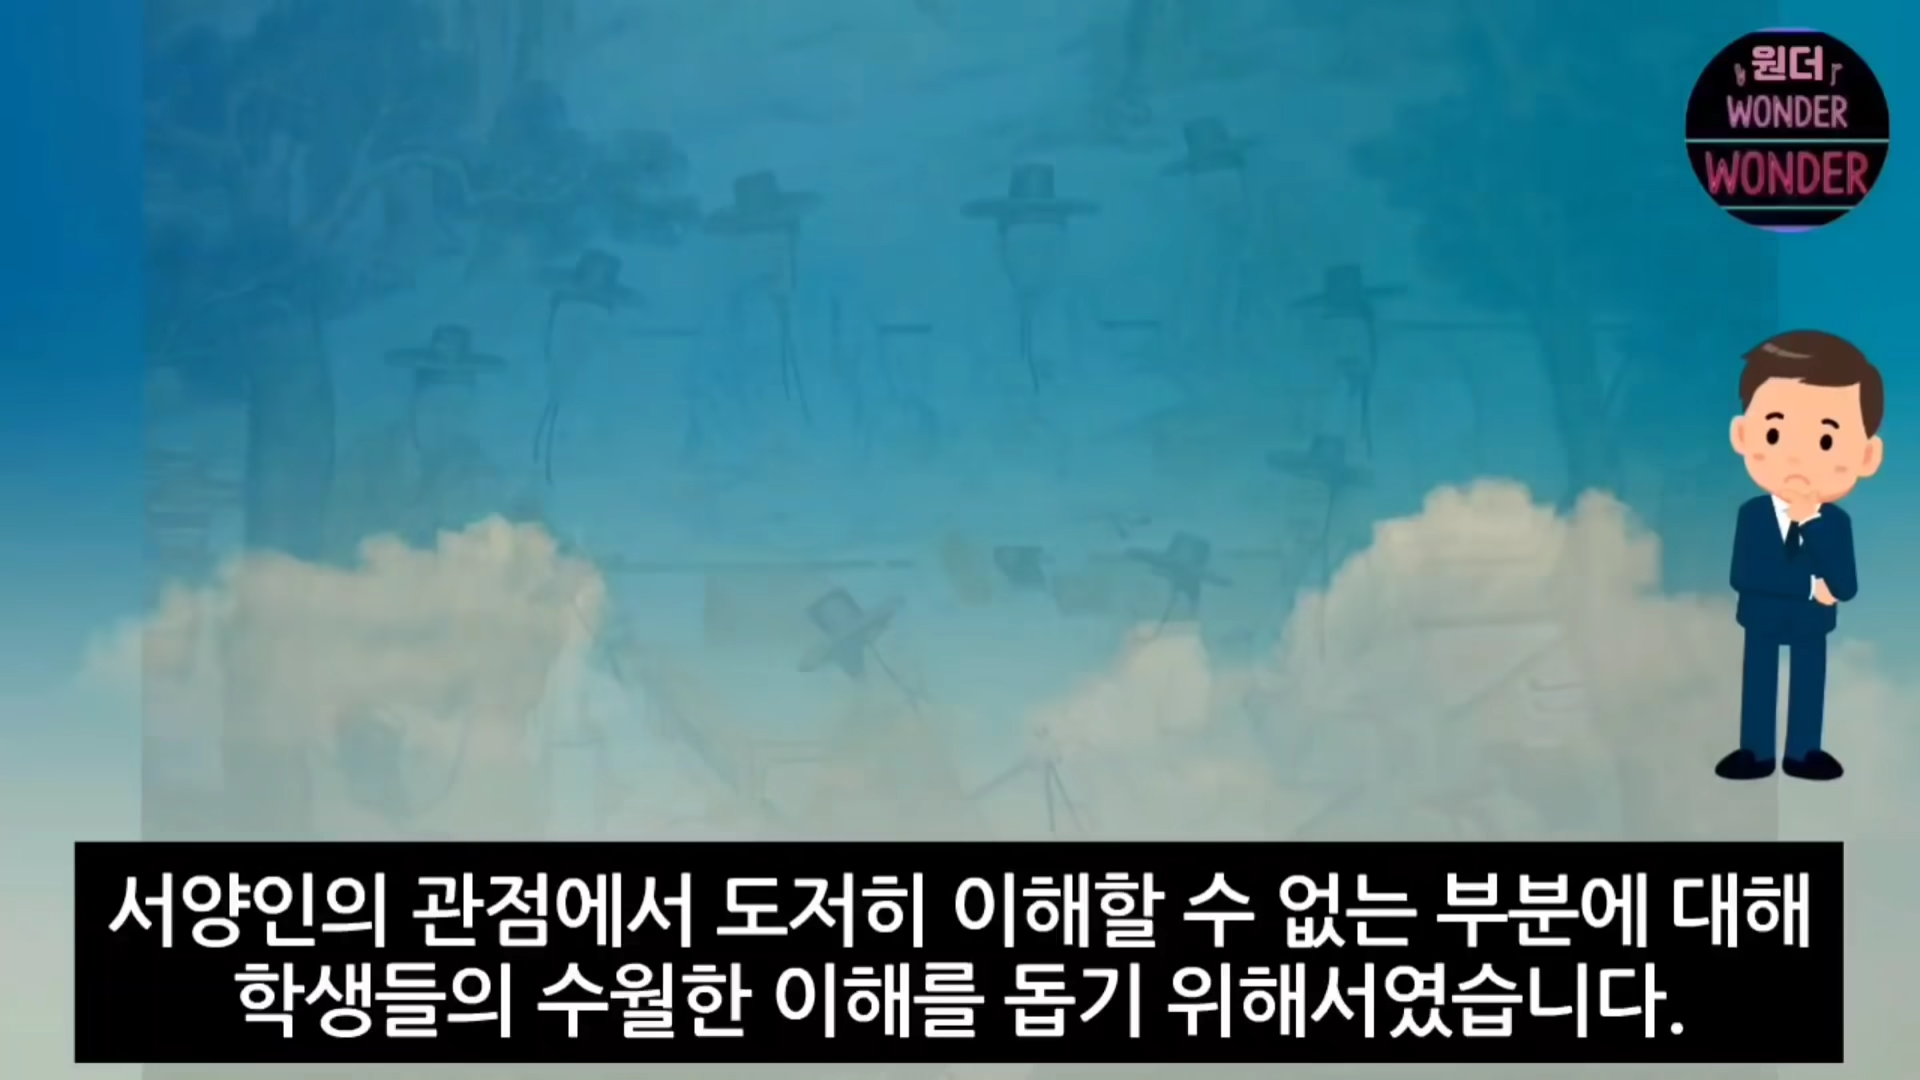 원더
WONDER
WONDER
서양인의 관점에서 도저히 이해할 수 없는 부분에 대해
학생들의 수월한 이해를 돕기 위해서였습니다.